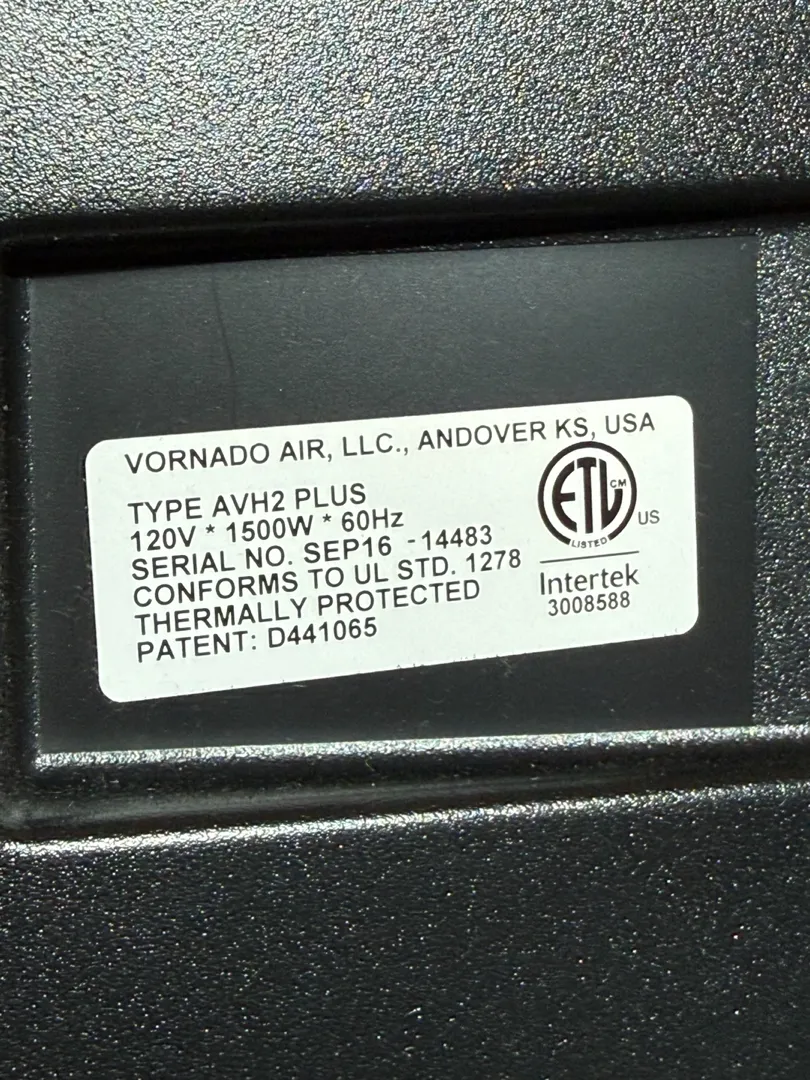 VORNADO AIR, LLC., ANDOVER KS, USA
TYPE AVH2 PLUS
120V * 1500W * 60Hz
SERIAL NO. SEP16 -14483
CONFORMS TO UL STD. 1278
THERMALLY PROTECTED
PATENT: D441065
ETL CM
LISTED
US
Intertek
3008588